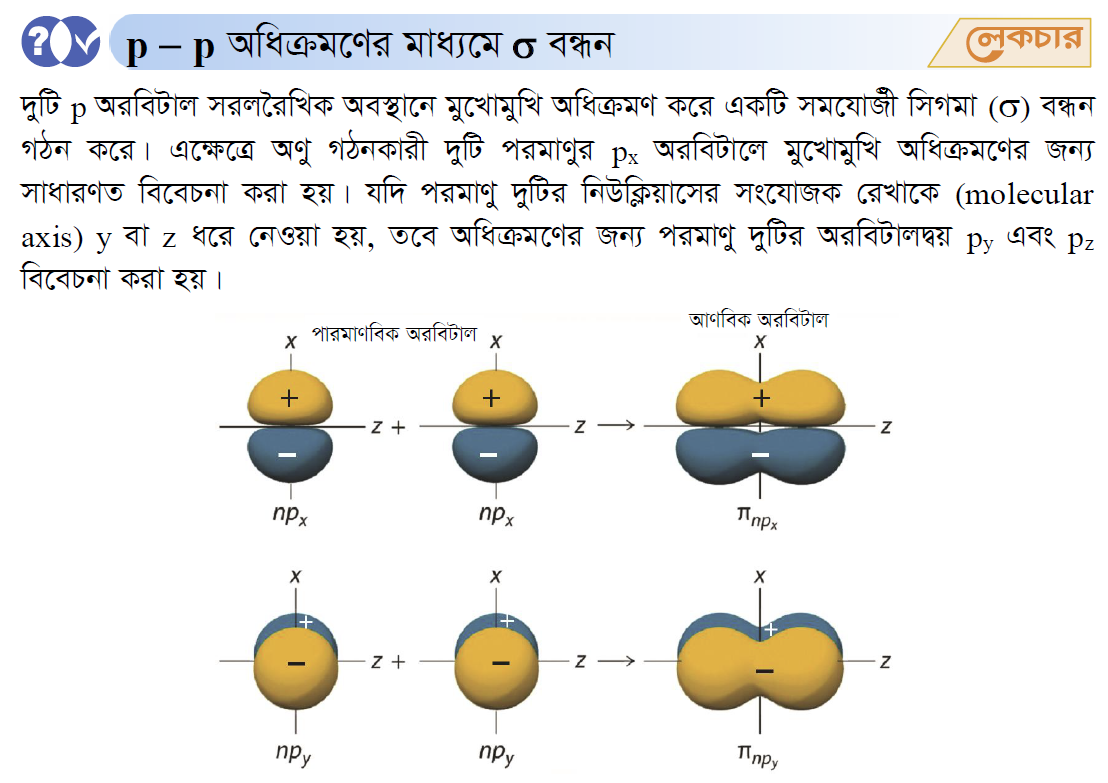 p – p অধিক্রমণের মাধ্যমে σ বন্ধন
লেকচার
দুটি p অরবিটাল সরলরৈখিক অবস্থানে মুখোমুখি অধিক্রমণ করে একটি সমযোজী সিগমা (σ) বন্ধন
গঠন করে। এক্ষেত্রে অণু গঠনকারী দুটি পরমাণুর pₓ অরবিটালে মুখোমুখি অধিক্রমণের জন্য
সাধারণত বিবেচনা করা হয়। যদি পরমাণু দুটির নিউক্লিয়াসের সংযোজক রেখাকে (molecular
axis) y বা z ধরে নেওয়া হয়, তবে অধিক্রমণের জন্য পরমাণু দুটির অরবিটালদ্বয় py এবং pz
বিবেচনা করা হয়।
পারমাণবিক অরবিটাল
আণবিক অরবিটাল
x x x
+ + +
z + z → z
– – –
npx npx πnpx
x x x
+ + +
– z + – z → – z
npy npy πnpy